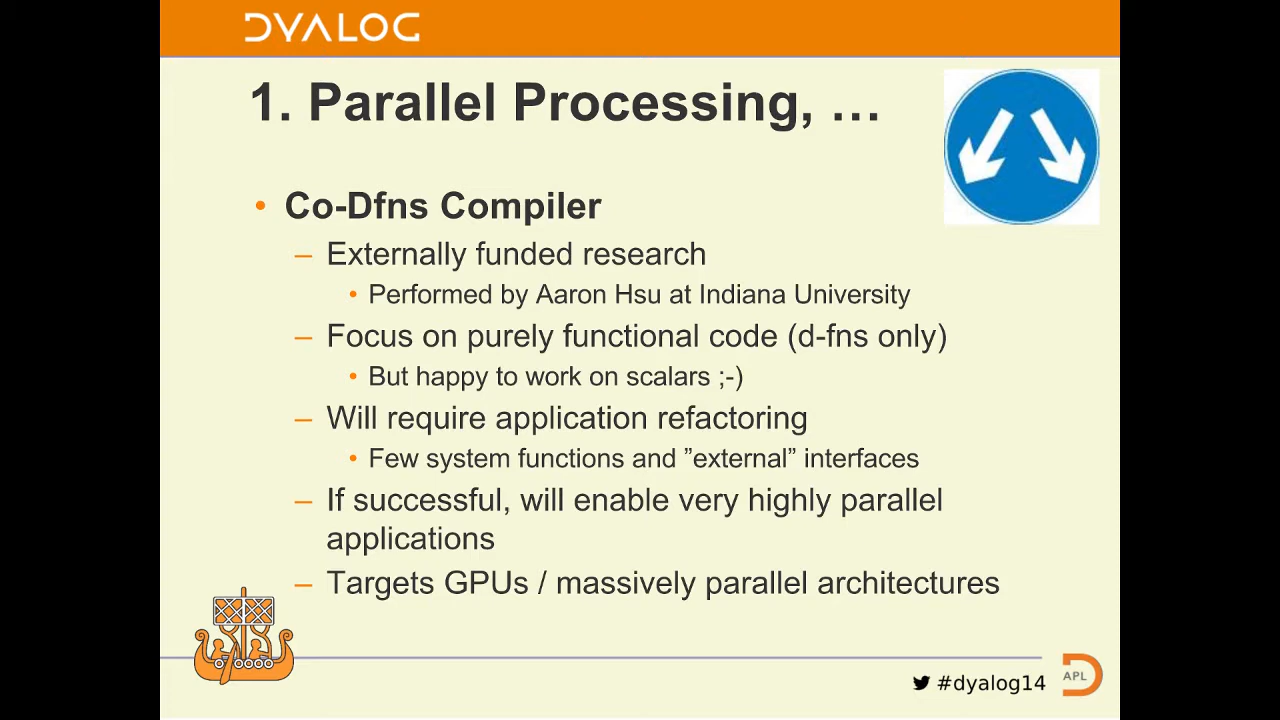 DYALOG
1. Parallel Processing, …
• Co-Dfns Compiler
– Externally funded research
• Performed by Aaron Hsu at Indiana University
– Focus on purely functional code (d-fns only)
• But happy to work on scalars ;-)
– Will require application refactoring
• Few system functions and ”external” interfaces
– If successful, will enable very highly parallel
applications
– Targets GPUs / massively parallel architectures
#dyalog14
APL